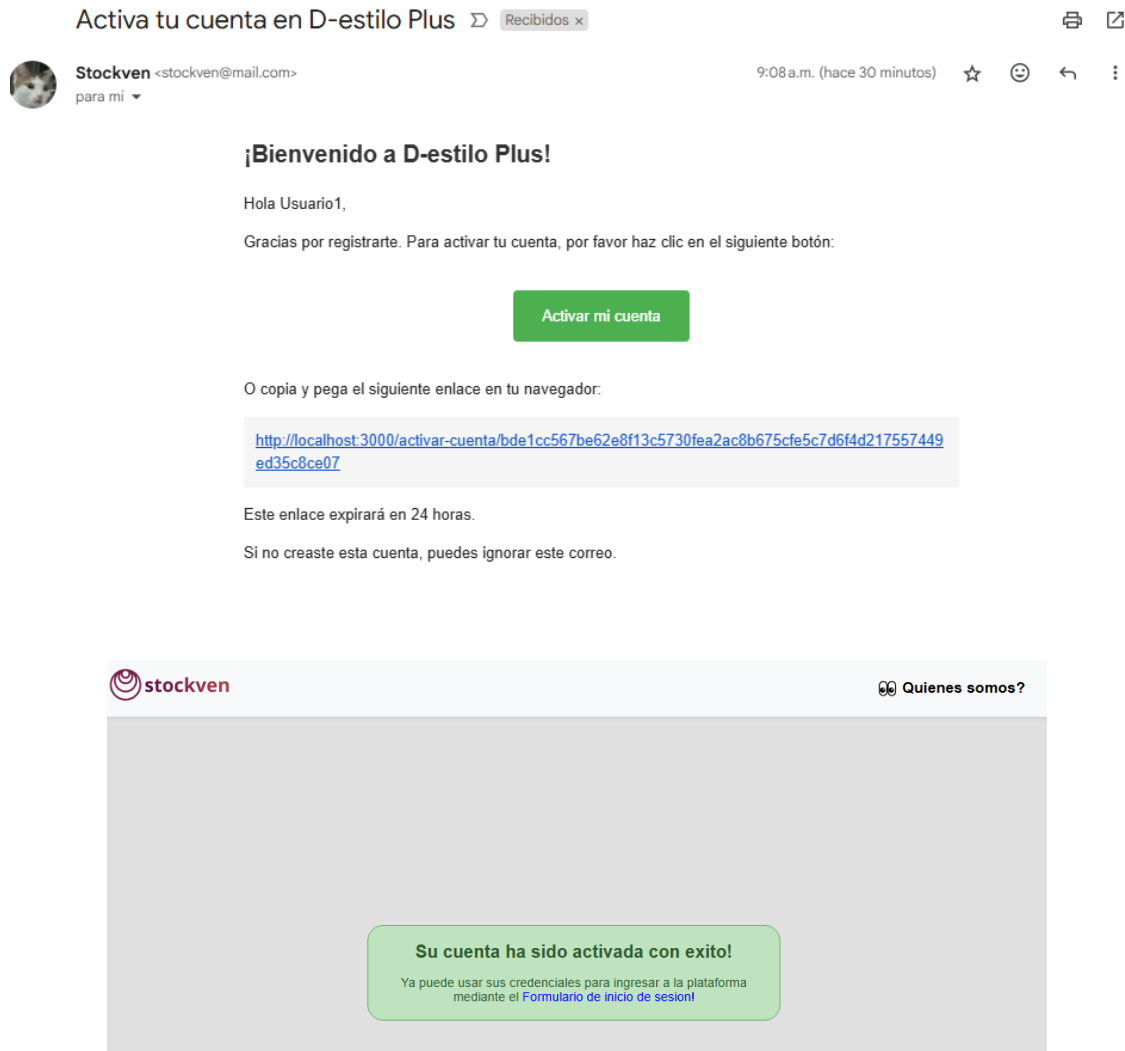 Activa tu cuenta en D-estilo Plus Recibidos ×
Stockven <stockven@mail.com> 9:08 a.m. (hace 30 minutos)
para mí
¡Bienvenido a D-estilo Plus!
Hola Usuario1,
Gracias por registrarte. Para activar tu cuenta, por favor haz clic en el siguiente botón:
Activar mi cuenta
O copia y pega el siguiente enlace en tu navegador:
http://localhost:3000/activar-cuenta/bde1cc567be62e8f13c5730fea2ac8b675cfe5c7d6f4d217557449
ed35c8ce07
Este enlace expirará en 24 horas.
Si no creaste esta cuenta, puedes ignorar este correo.
stockven Quienes somos?
Su cuenta ha sido activada con exito!
Ya puede usar sus credenciales para ingresar a la plataforma
mediante el Formulario de inicio de sesion!